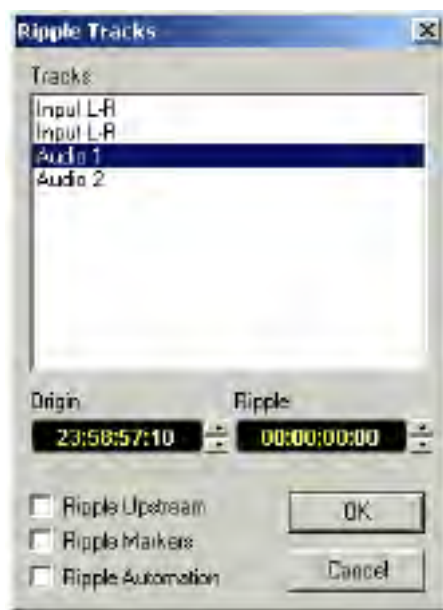 Ripple Tracks
Tracks
Input L-R
Input L-R
Audio 1
Audio 2
Origin Ripple
23:58:57:10 00:00:00:00
Ripple Upstream
OK
Ripple Markers
Ripple Automation
Cancel